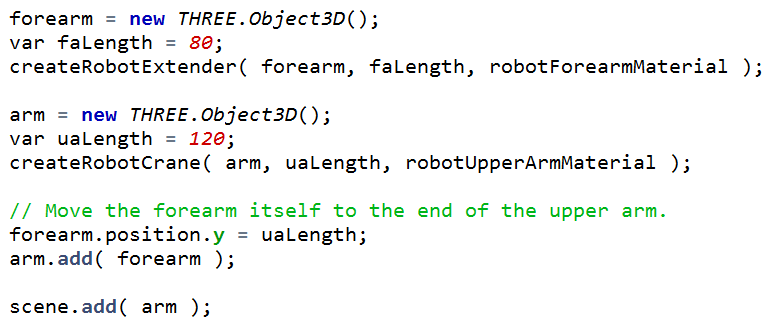 forearm = new THREE.Object3D();
var faLength = 80;
createRobotExtender( forearm, faLength, robotForearmMaterial );
arm = new THREE.Object3D();
var uaLength = 120;
createRobotCrane( arm, uaLength, robotUpperArmMaterial );
// Move the forearm itself to the end of the upper arm.
forearm.position.y = uaLength;
arm.add( forearm );
scene.add( arm );